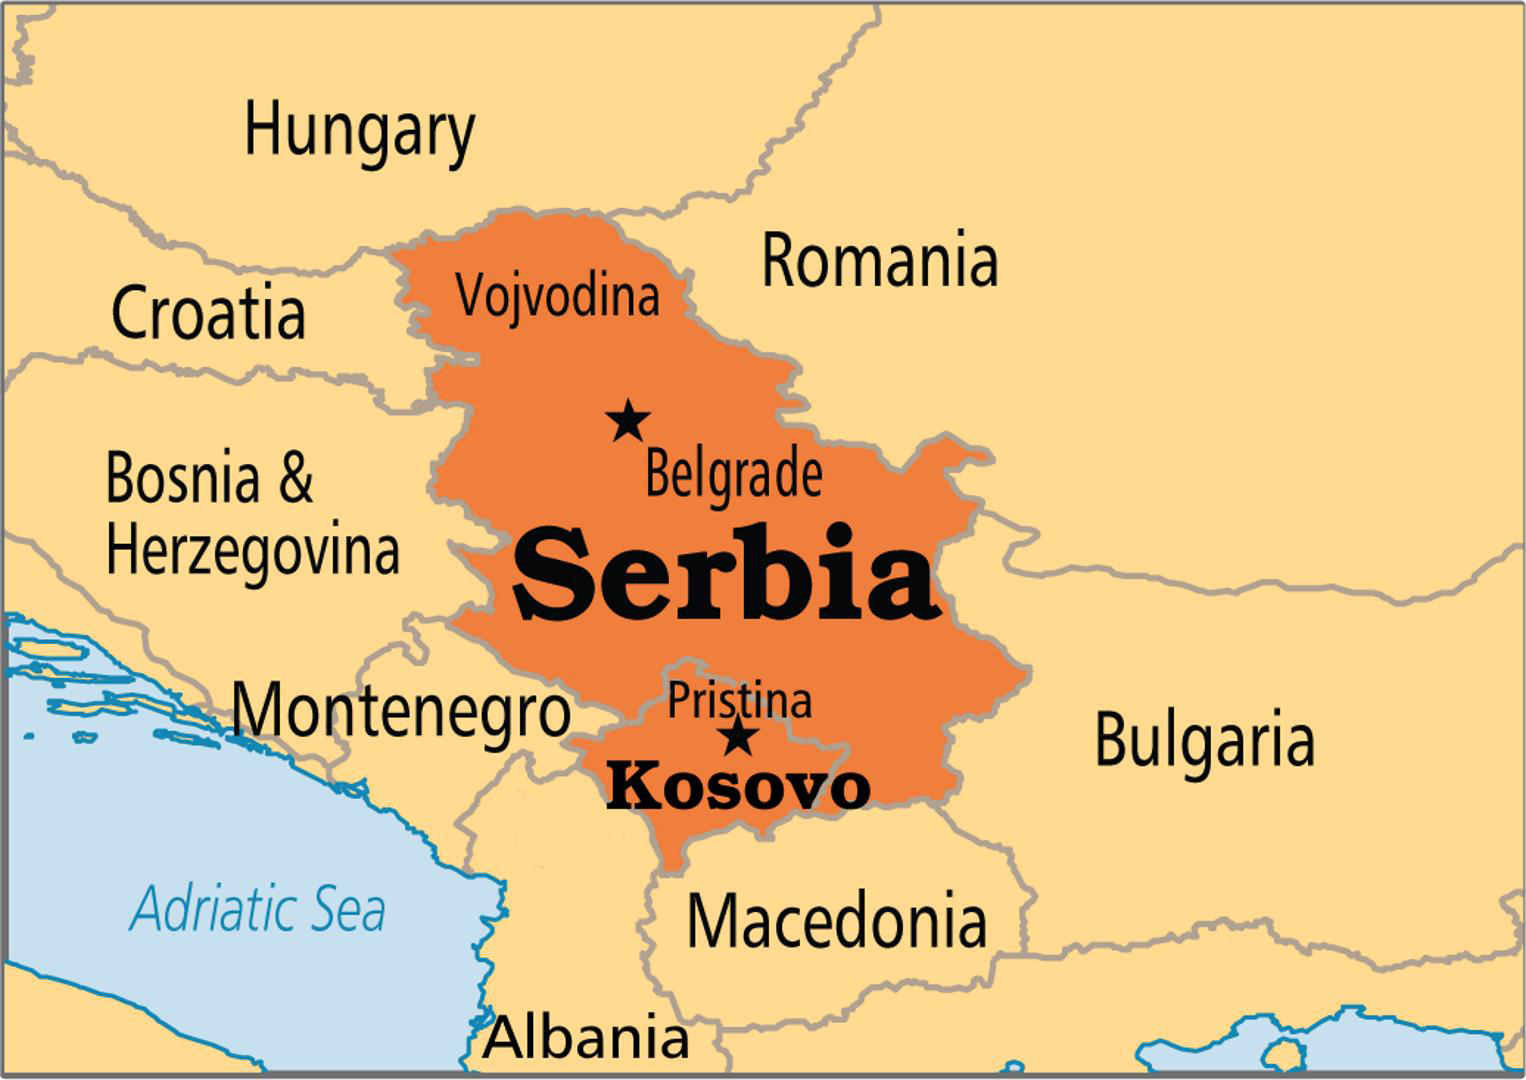 Hungary
Romania
Vojvodina
Croatia
Belgrade
Bosnia &
Herzegovina
Serbia
Pristina
Montenegro
Bulgaria
Kosovo
Adriatic Sea
Macedonia
Albania